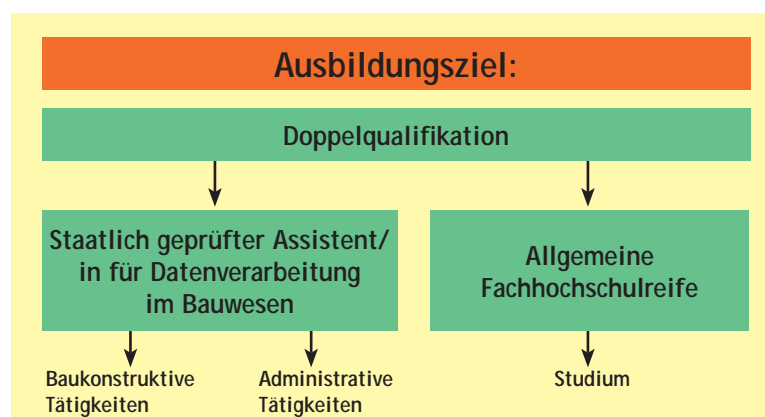 Ausbildungsziel:
Doppelqualifikation
Staatlich geprüfter Assistent/
in für Datenverarbeitung
im Bauwesen
Allgemeine
Fachhochschulreife
Baukonstruktive
Tätigkeiten
Administrative
Tätigkeiten
Studium